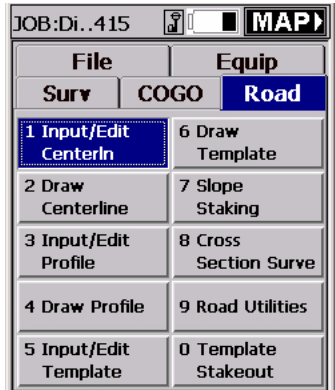 JOB:Di..415 MAP
File Equip
Surv COGO Road
1 Input/Edit
Centerln
6 Draw
Template
2 Draw
Centerline
7 Slope
Staking
3 Input/Edit
Profile
8 Cross
Section Surve
4 Draw Profile
9 Road Utilities
5 Input/Edit
Template
0 Template
Stakeout